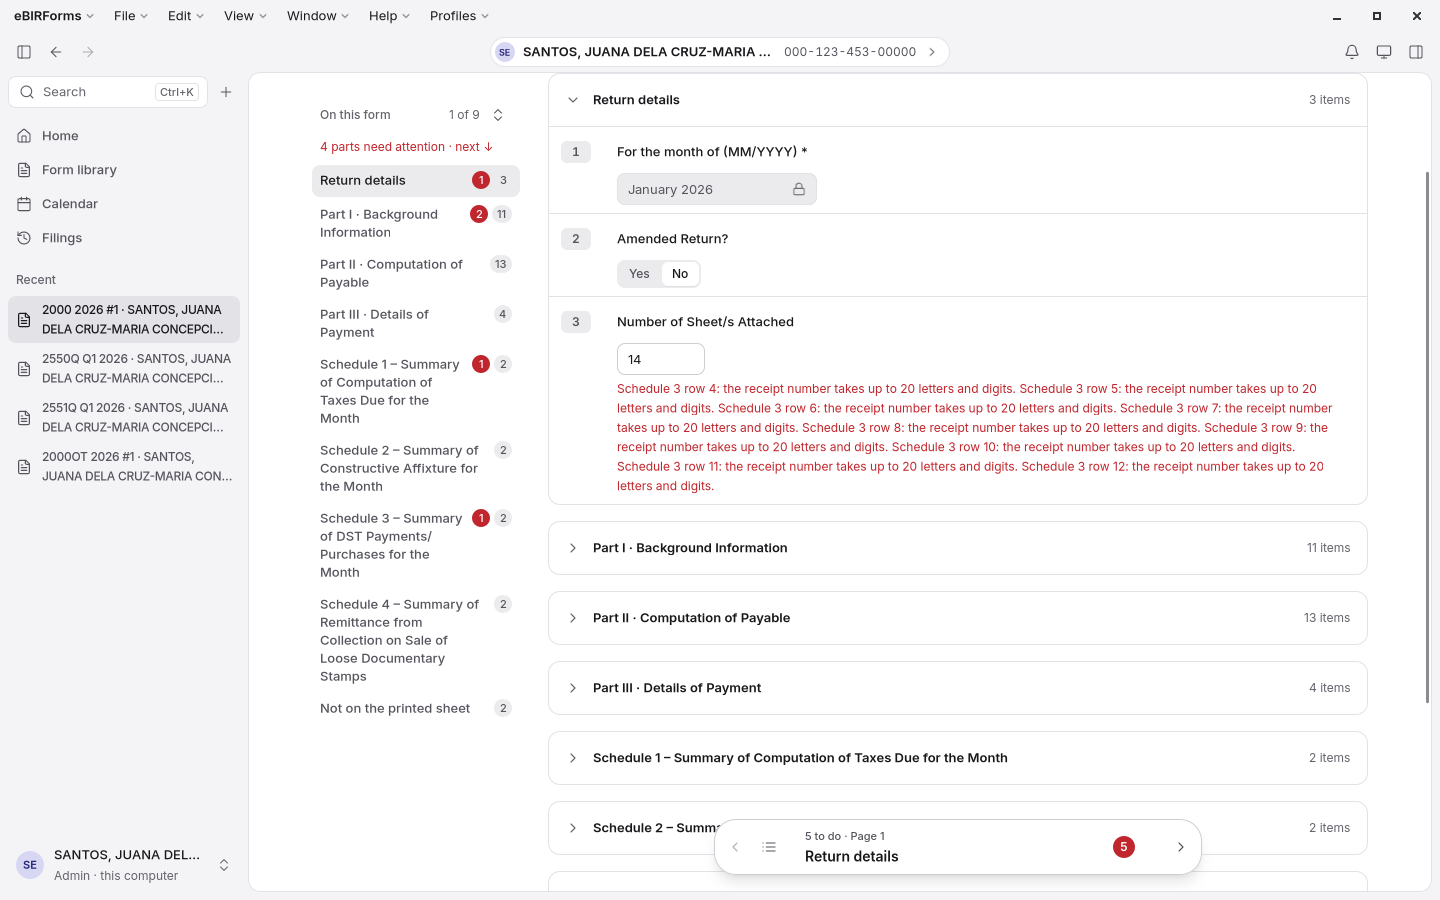 eBIRForms File Edit View Window Help Profiles
SE SANTOS, JUANA DELA CRUZ-MARIA ... 000-123-453-00000
Search Ctrl+K
Home
Form library
Calendar
Filings
Recent
2000 2026 #1 · SANTOS, JUANA
DELA CRUZ-MARIA CONCEPCI...
2550Q Q1 2026 · SANTOS, JUANA
DELA CRUZ-MARIA CONCEPCI...
2551Q Q1 2026 · SANTOS, JUANA
DELA CRUZ-MARIA CONCEPCI...
2000OT 2026 #1 · SANTOS,
JUANA DELA CRUZ-MARIA CON...
SE SANTOS, JUANA DEL...
Admin · this computer
On this form 1 of 9
4 parts need attention · next ↓
Return details 1 3
Part I · Background 2 11
Information
Part II · Computation of 13
Payable
Part III · Details of 4
Payment
Schedule 1 – Summary 1 2
of Computation of
Taxes Due for the
Month
Schedule 2 – Summary of 2
Constructive Affixture for
the Month
Schedule 3 – Summary 1 2
of DST Payments/
Purchases for the
Month
Schedule 4 – Summary of 2
Remittance from
Collection on Sale of
Loose Documentary
Stamps
Not on the printed sheet 2
Return details 3 items
1 For the month of (MM/YYYY) *
January 2026
2 Amended Return?
Yes No
3 Number of Sheet/s Attached
14
Schedule 3 row 4: the receipt number takes up to 20 letters and digits. Schedule 3 row 5: the receipt number takes up to 20
letters and digits. Schedule 3 row 6: the receipt number takes up to 20 letters and digits. Schedule 3 row 7: the receipt number
takes up to 20 letters and digits. Schedule 3 row 8: the receipt number takes up to 20 letters and digits. Schedule 3 row 9: the
receipt number takes up to 20 letters and digits. Schedule 3 row 10: the receipt number takes up to 20 letters and digits.
Schedule 3 row 11: the receipt number takes up to 20 letters and digits. Schedule 3 row 12: the receipt number takes up to 20
letters and digits.
Part I · Background Information 11 items
Part II · Computation of Payable 13 items
Part III · Details of Payment 4 items
Schedule 1 – Summary of Computation of Taxes Due for the Month 2 items
Schedule 2 – Summa 2 items
5 to do · Page 1
Return details 5